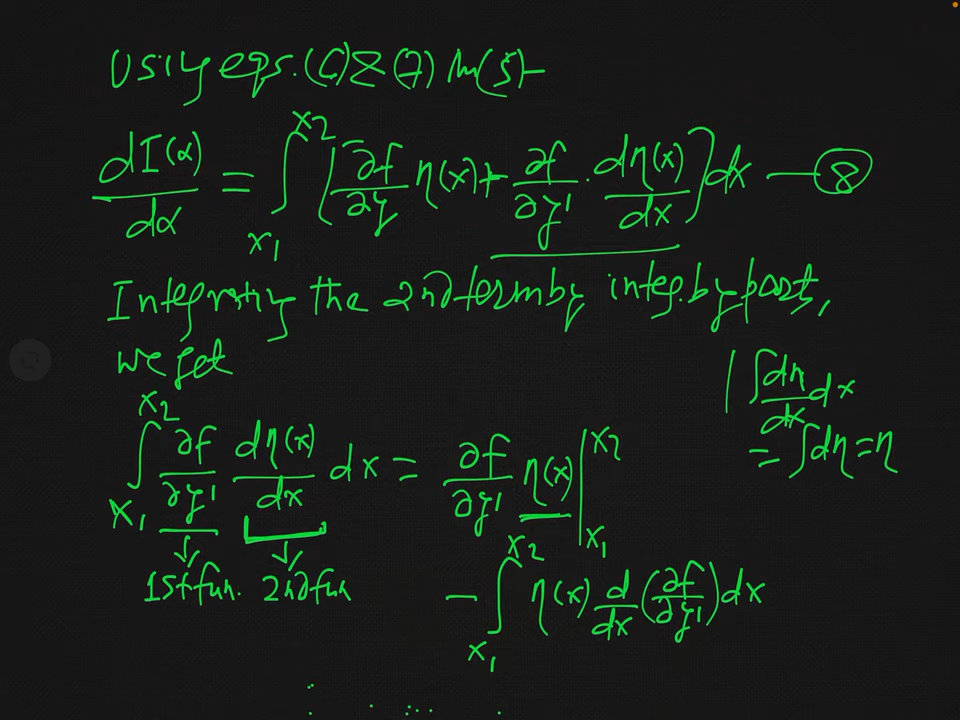 Using eqs. (6) & (7) in (5) -
dI(α)/dα = ∫_{x1}^{x2} [∂f/∂y η(x) + ∂f/∂y' · dη(x)/dx] dx — ⑧
Integrating the 2nd term by integ. by parts,
we get
| ∫ dη/dx dx
= ∫dη = η
∫_{x1}^{x2} ∂f/∂y' dη(x)/dx dx = ∂f/∂y' η(x) |_{x1}^{x2}
1st fun. 2nd fun
- ∫_{x1}^{x2} η(x) d/dx (∂f/∂y') dx